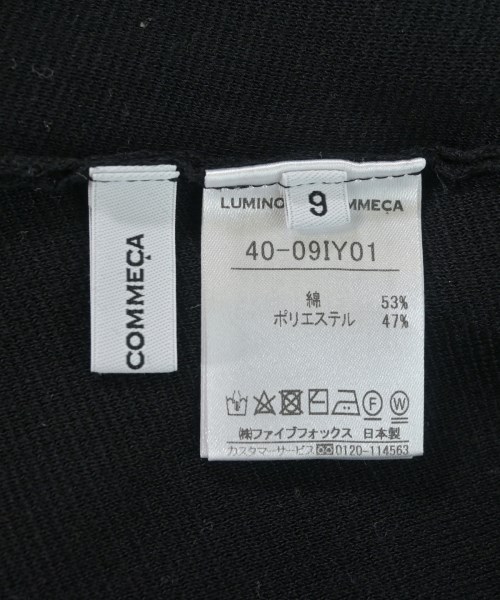 COMMEÇA
9
LUMINO MMEÇA
40-09IY01
綿 53%
ポリエステル 47%
F W
㈱ファイブフォックス 日本製
カスタマーサービス 0120-114563